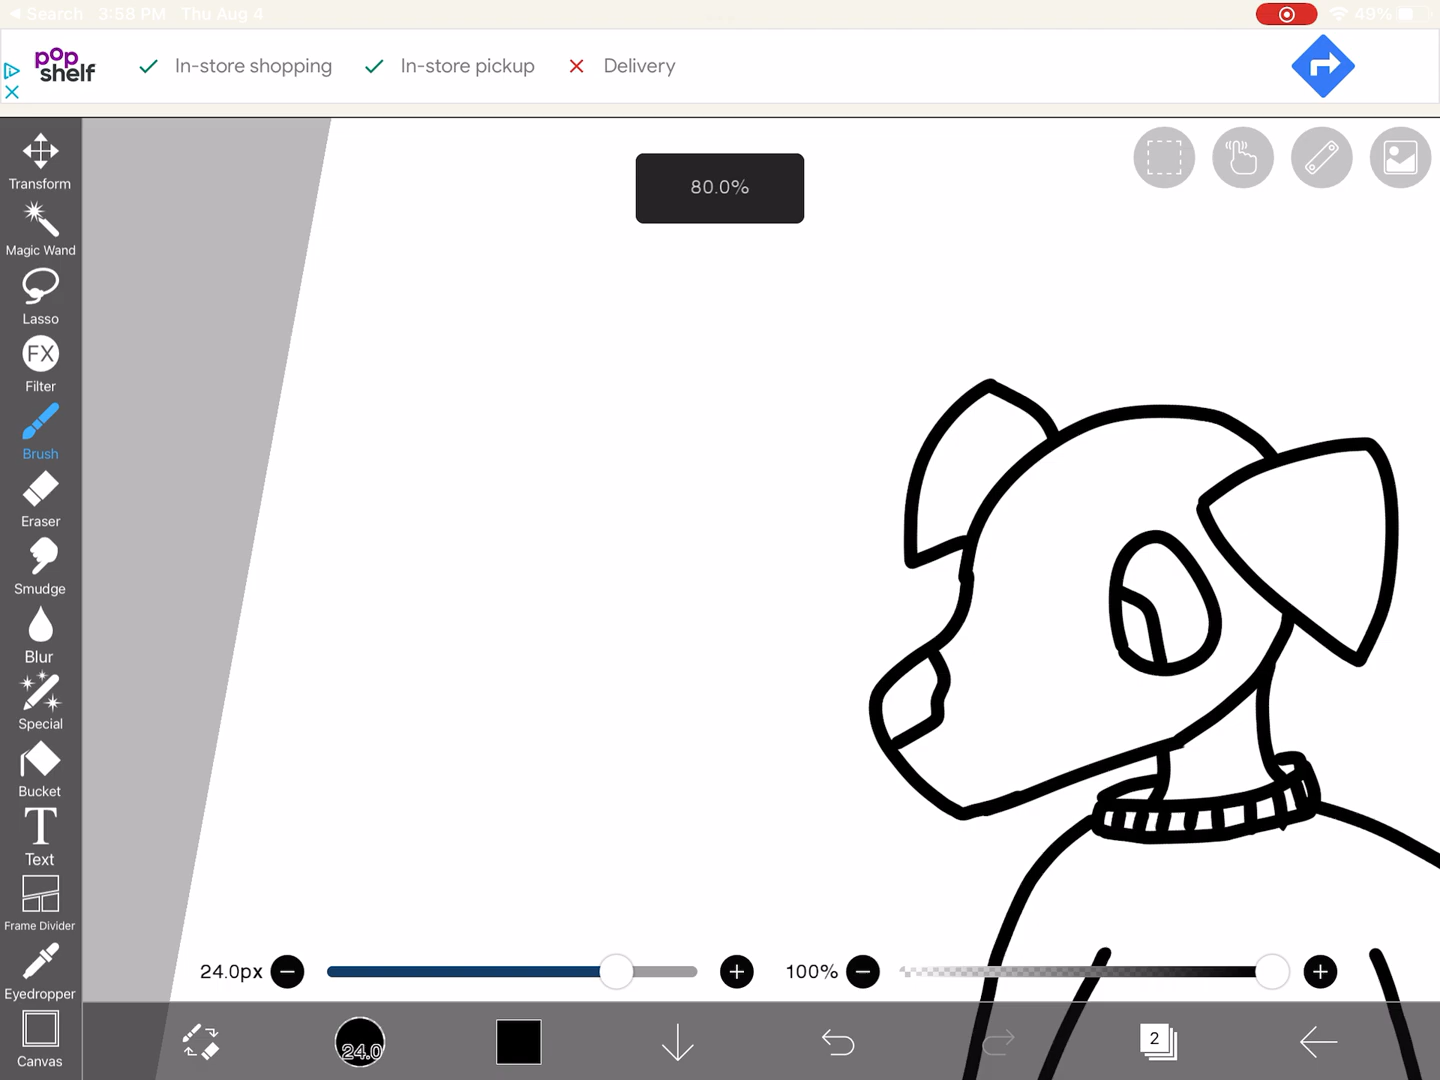 Search 3:58 PM Thu Aug 4 49%
pop shelf
In-store shopping In-store pickup Delivery
80.0%
Transform
Magic Wand
Lasso
FX
Filter
Brush
Eraser
Smudge
Blur
Special
Bucket
T
Text
Frame Divider
Eyedropper
Canvas
24.0px 100%
24.0
2